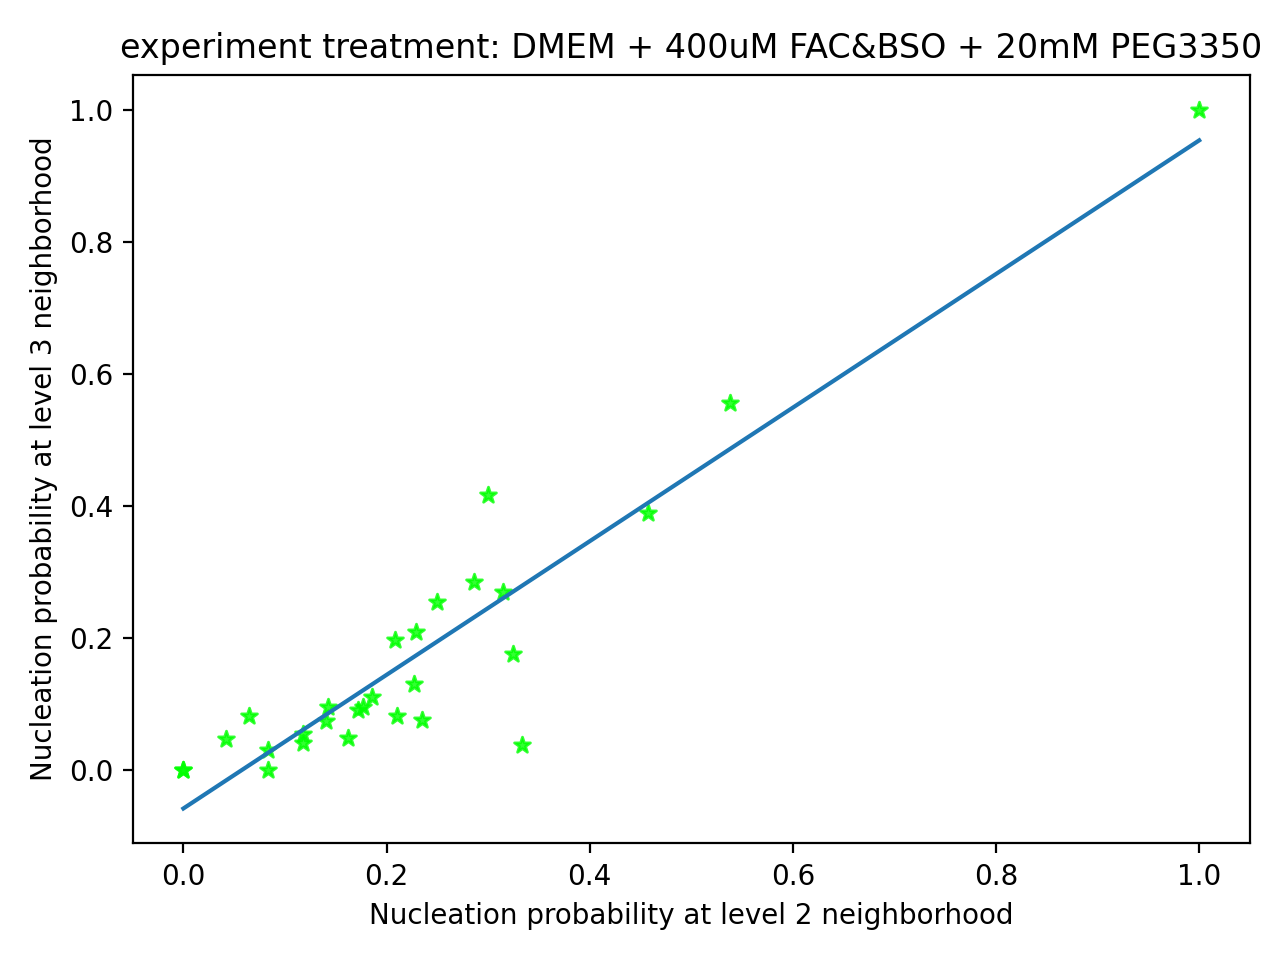 experiment treatment: DMEM + 400uM FAC&BSO + 20mM PEG3350
Nucleation probability at level 3 neighborhood
1.0
0.8
0.6
0.4
0.2
0.0
0.0 0.2 0.4 0.6 0.8 1.0
Nucleation probability at level 2 neighborhood